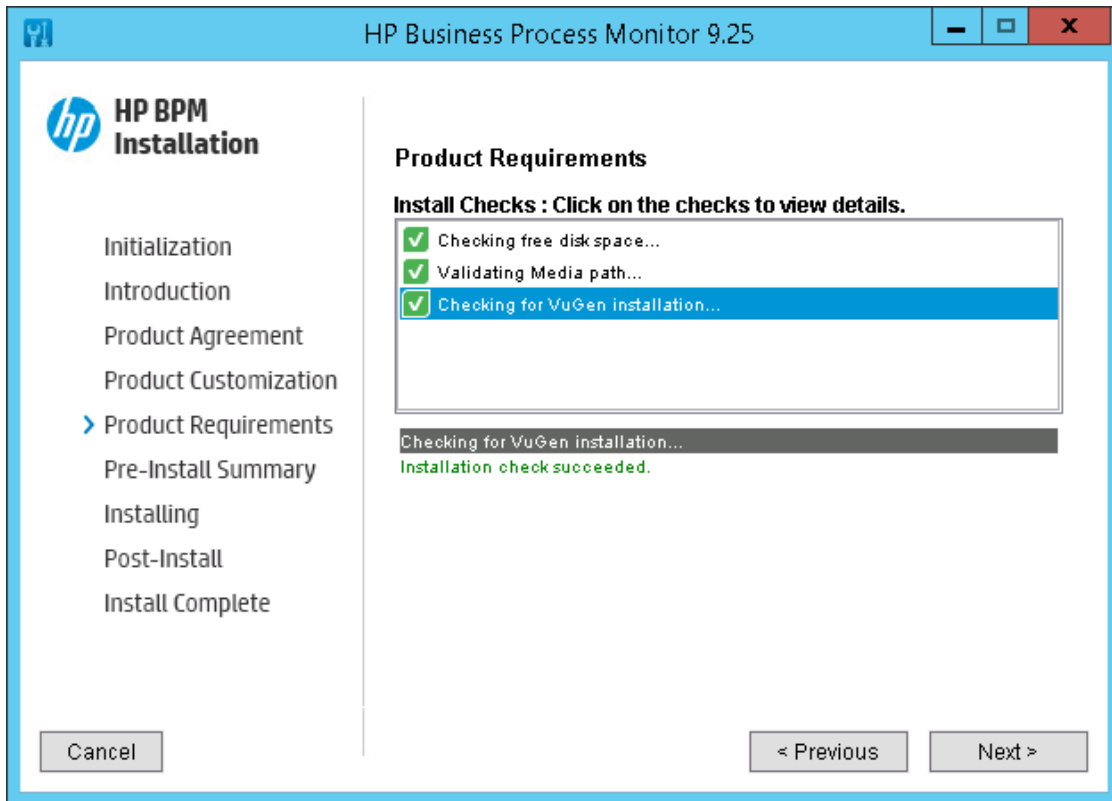 HP Business Process Monitor 9.25
hp
HP BPM
Installation
Initialization
Introduction
Product Agreement
Product Customization
Product Requirements
Pre-Install Summary
Installing
Post-Install
Install Complete
Product Requirements
Install Checks : Click on the checks to view details.
Checking free disk space...
Validating Media path...
Checking for VuGen installation...
Checking for VuGen installation...
Installation check succeeded.
Cancel
< Previous
Next >